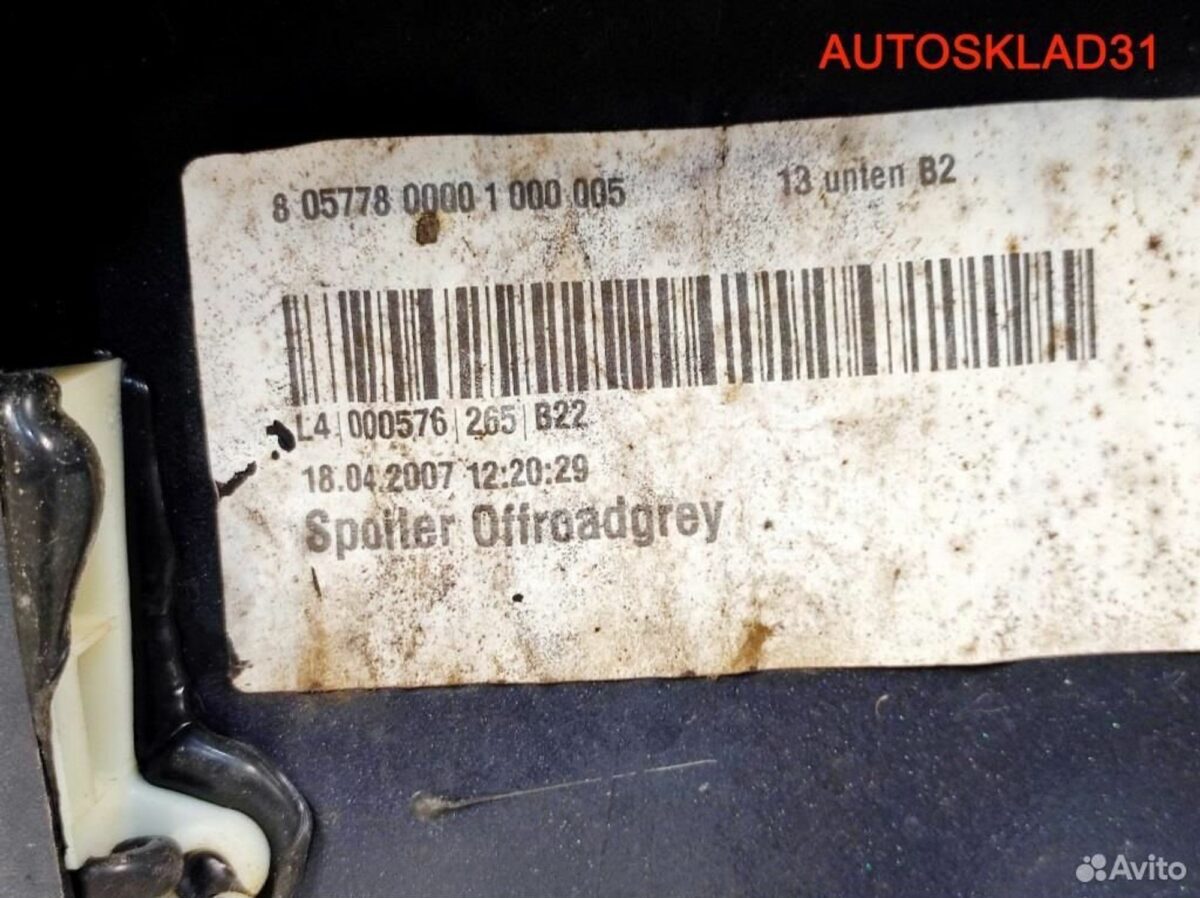 AUTOSKLAD31
8 05778 0000 1 000 005 13 unten B2
L4|000576|265|B22
18.04.2007 12:20:29
Spoiler Offroadgrey
Avito